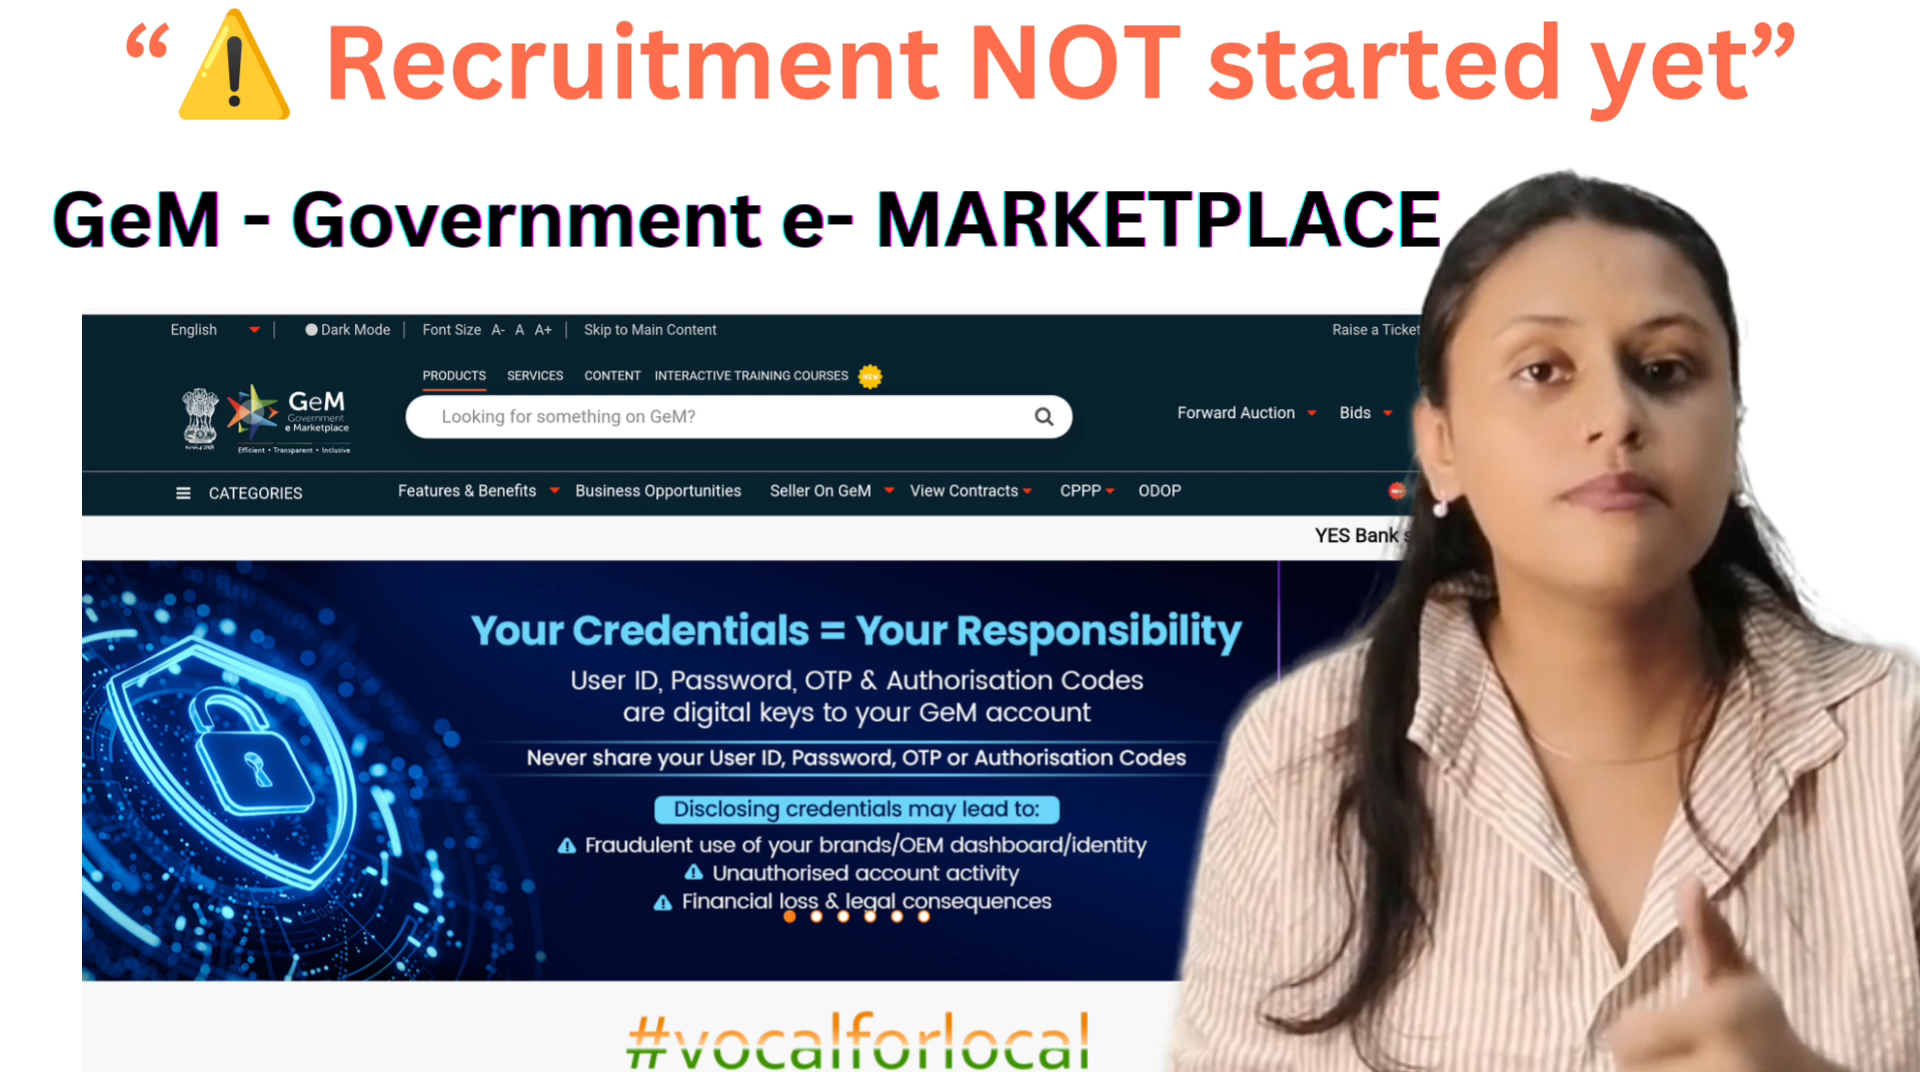 “⚠️ Recruitment NOT started yet”
GeM - Government e- MARKETPLACE
English Dark Mode Font Size A- A A+ Skip to Main Content Raise a Ticket
PRODUCTS SERVICES CONTENT INTERACTIVE TRAINING COURSES
Looking for something on GeM?
GeM
Government
e Marketplace
Efficient • Transparent • Inclusive
Forward Auction Bids
CATEGORIES Features & Benefits Business Opportunities Seller On GeM View Contracts CPPP ODOP
YES Bank s
Your Credentials = Your Responsibility
User ID, Password, OTP & Authorisation Codes
are digital keys to your GeM account
Never share your User ID, Password, OTP or Authorisation Codes
Disclosing credentials may lead to:
Fraudulent use of your brands/OEM dashboard/identity
Unauthorised account activity
Financial loss & legal consequences
#vocalforlocal